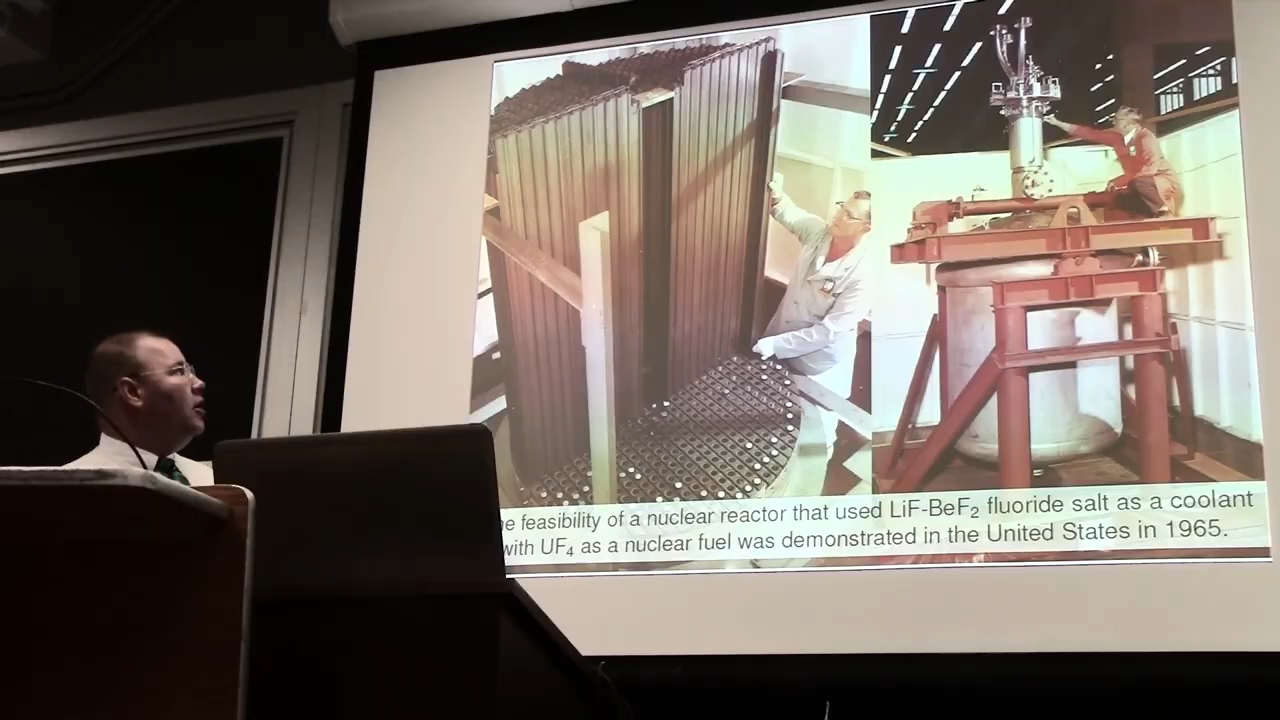 he feasibility of a nuclear reactor that used LiF-BeF₂ fluoride salt as a coolant
with UF₄ as a nuclear fuel was demonstrated in the United States in 1965.